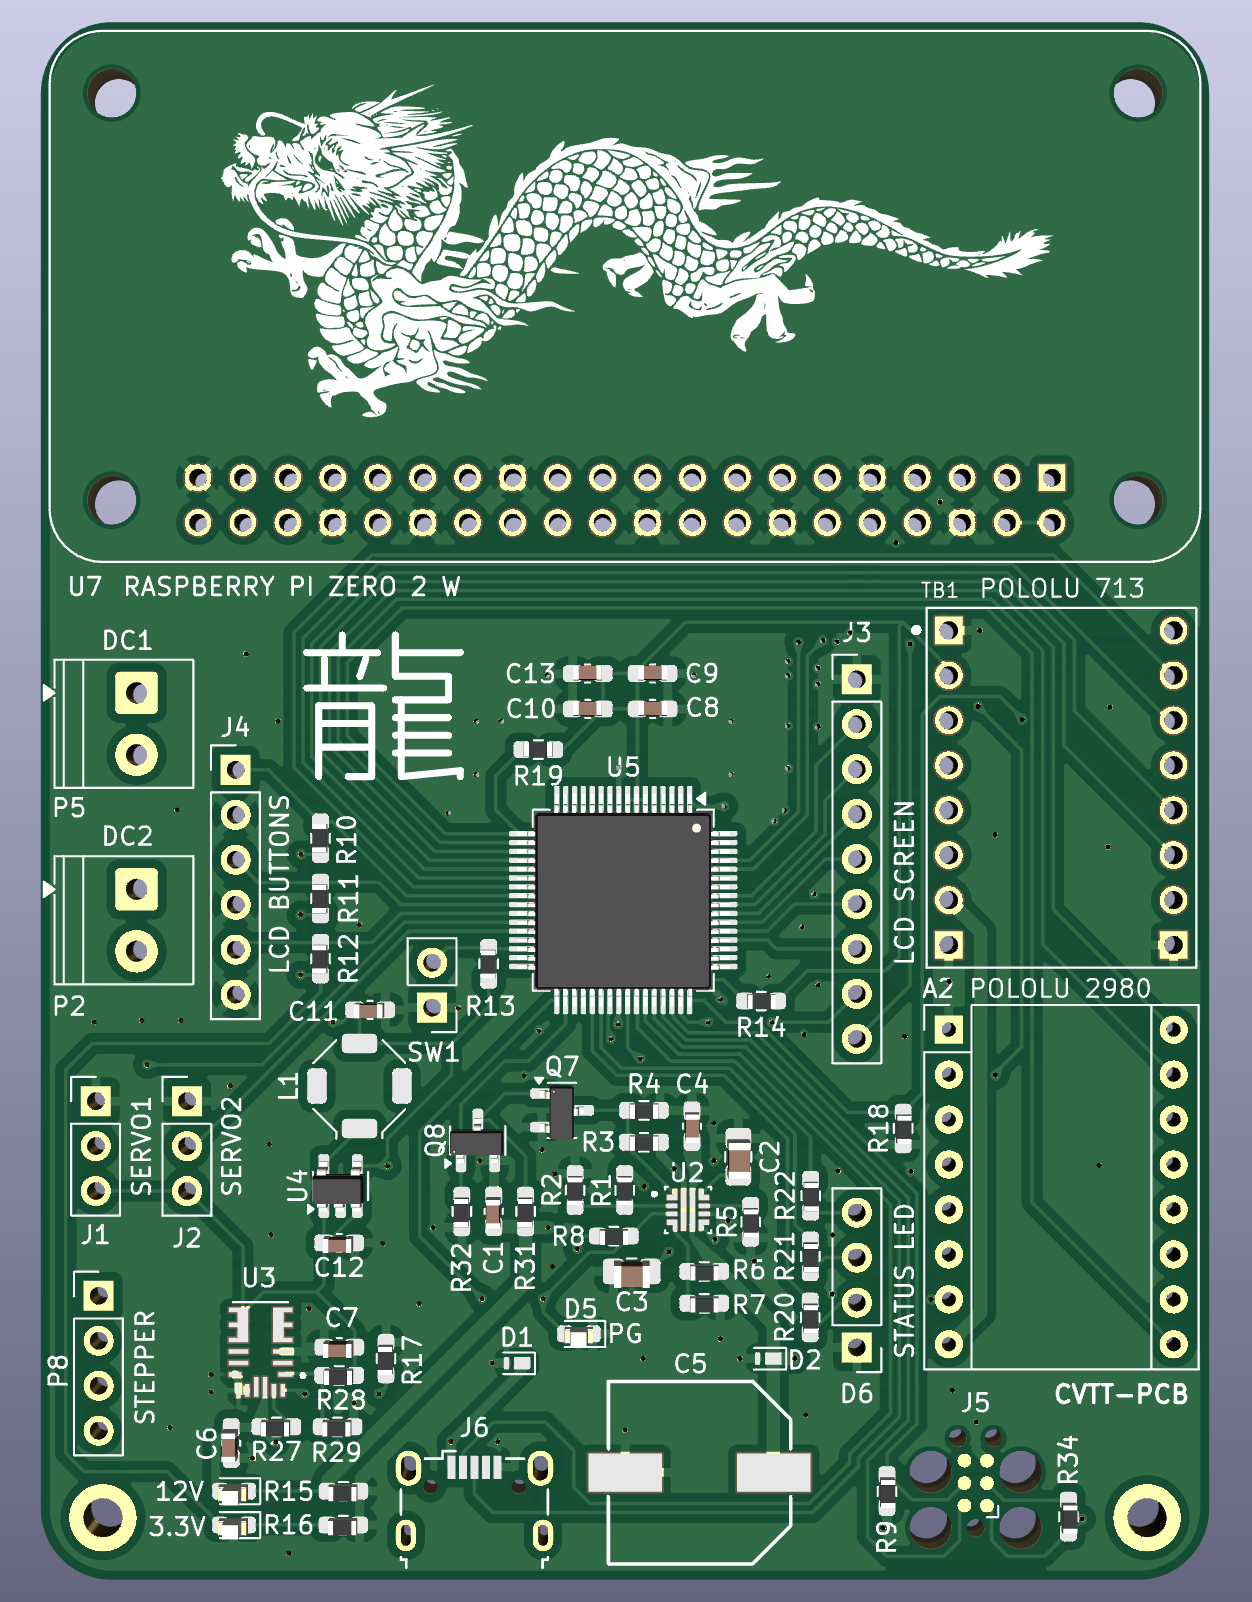 U7 RASPBERRY PI ZERO 2 W
TB1 POLOLU 713
DC1
龍
J3
C13
C9
C10
C8
J4
R19
U5
P5
DC2
LCD BUTTONS
R10
R11
R12
LCD SCREEN
P2
C11
R13
SW1
R14
A2 POLOLU 2980
L1
Q7
R4
C4
Q8
R3
C2
R18
SERVO1
SERVO2
U4
U2
R2
R1
R22
R5
J1
J2
R8
R32
C1
R31
C12
R21
R6
R7
C3
U3
R20
STATUS LED
P8
STEPPER
C7
R17
D5
PG
D1
C5
D2
D6
R28
CVTT-PCB
J5
C6
R27
R29
J6
R34
12V
R15
3.3V
R16
R9